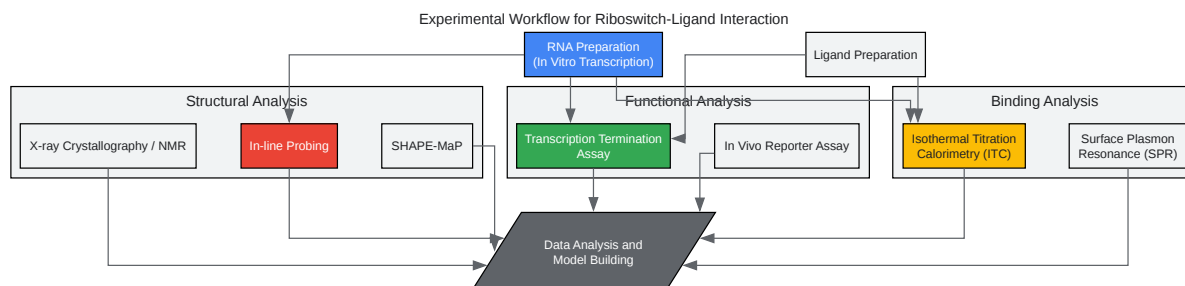 Experimental Workflow for Riboswitch-Ligand Interaction
RNA Preparation
(In Vitro Transcription)
Ligand Preparation
Structural Analysis
Functional Analysis
Binding Analysis
X-ray Crystallography / NMR
In-line Probing
SHAPE-MaP
Transcription Termination
Assay
In Vivo Reporter Assay
Isothermal Titration
Calorimetry (ITC)
Surface Plasmon
Resonance (SPR)
Data Analysis and
Model Building